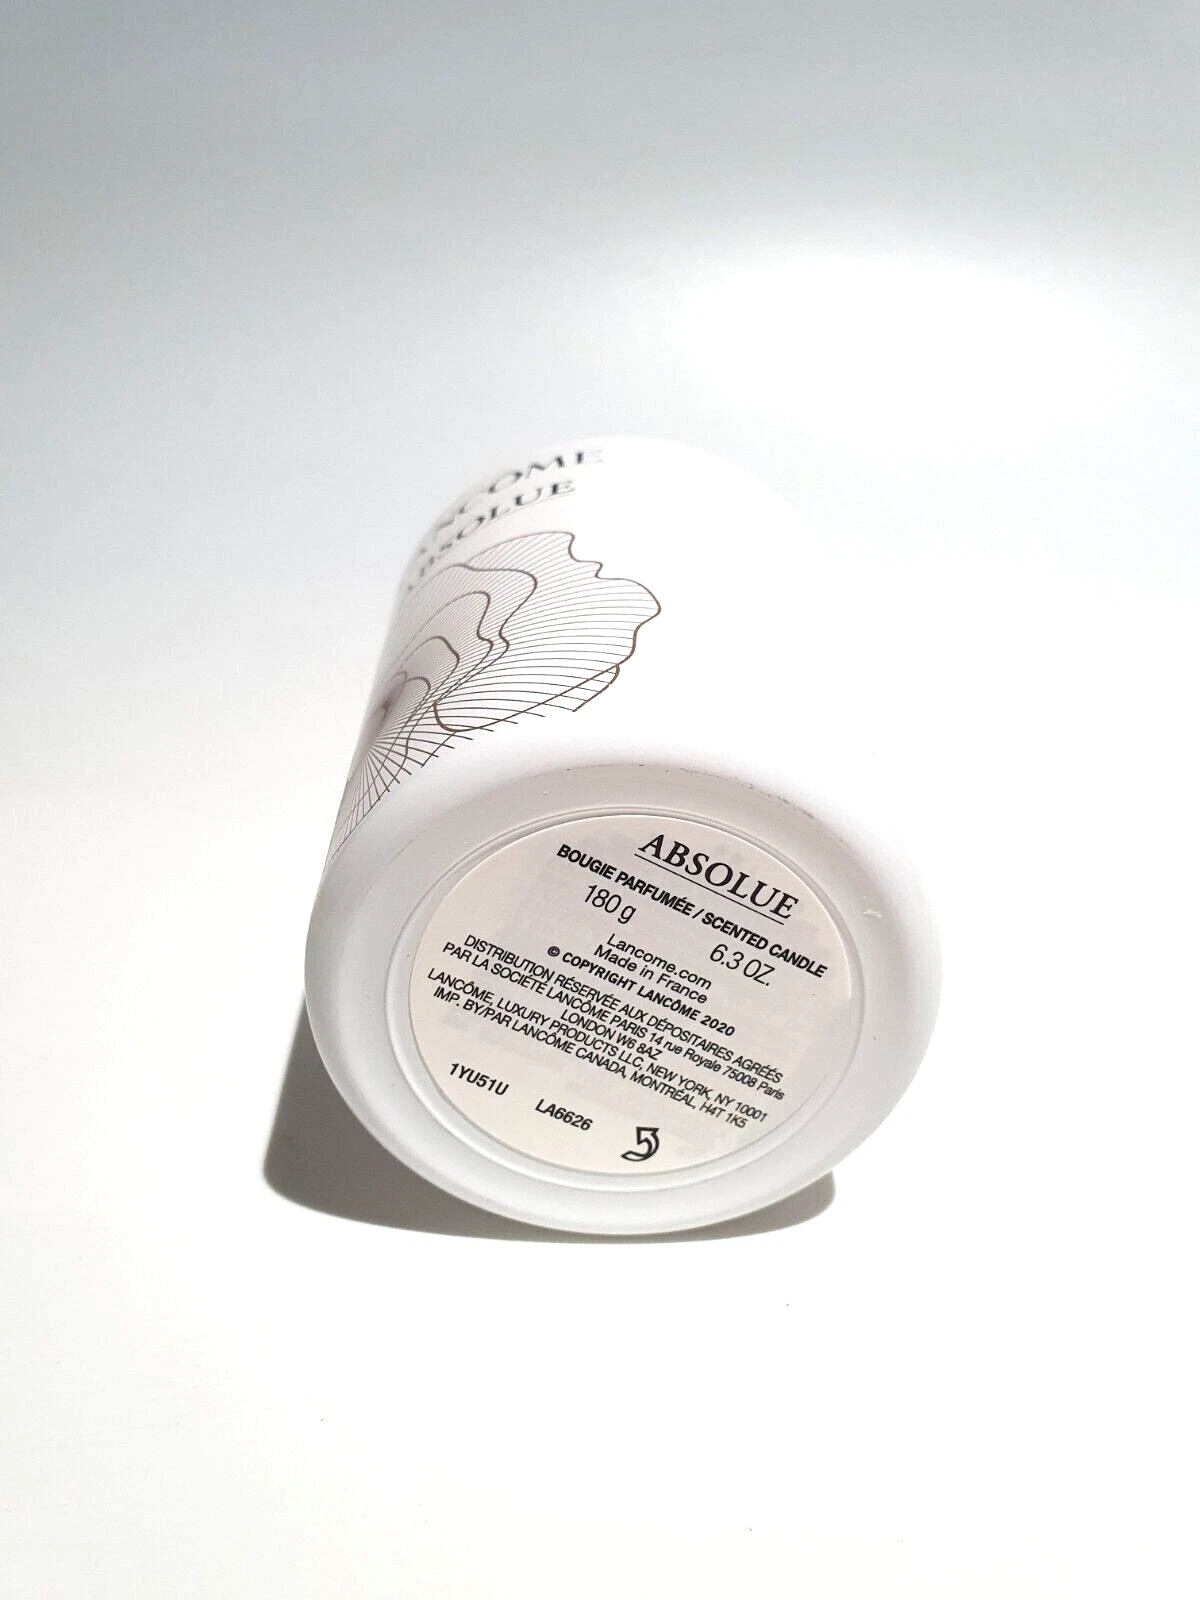 ANCOME
ABSOLUE
ABSOLUE
BOUGIE PARFUMÉE / SCENTED CANDLE
180 g 6.3 OZ.
Lancome.com
Made in France
© COPYRIGHT LANCÔME 2020
DISTRIBUTION RÉSERVÉE AUX DÉPOSITAIRES AGRÉÉS
PAR LA SOCIÉTÉ LANCÔME PARIS 14 rue Royale 75008 Paris
LONDON W6 8AZ
LANCÔME, LUXURY PRODUCTS LLC, NEW YORK, NY 10001
IMP. BY/PAR LANCÔME CANADA, MONTRÉAL, H4T 1K5
1YU51U LA6626